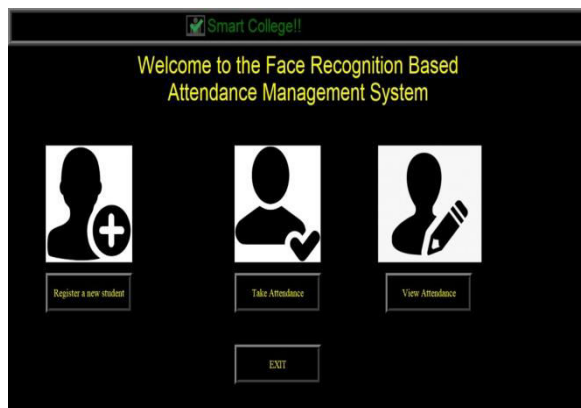 Smart College!!
Welcome to the Face Recognition Based
Attendance Management System
Register a new student
Take Attendance
View Attendance
EXIT